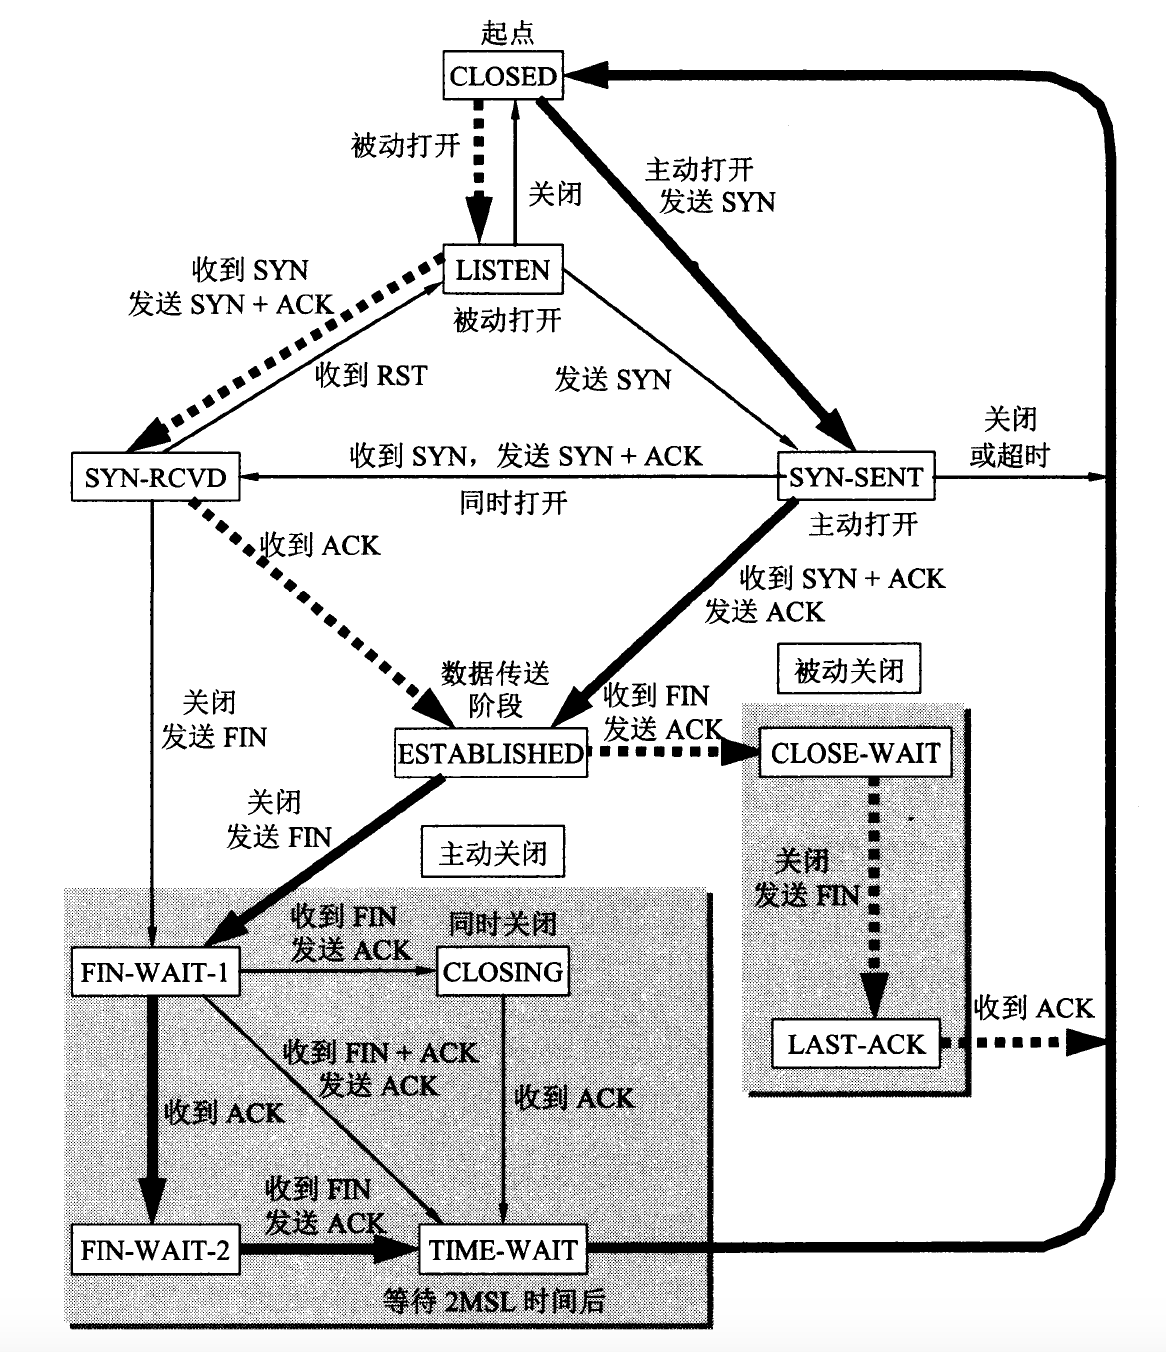 起点
CLOSED
被动打开
关闭
主动打开
发送 SYN
LISTEN
被动打开
收到 SYN
发送 SYN + ACK
收到 RST
发送 SYN
SYN-RCVD
收到 SYN，发送 SYN + ACK
同时打开
SYN-SENT
主动打开
关闭
或超时
收到 ACK
收到 SYN + ACK
发送 ACK
数据传送
阶段
ESTABLISHED
收到 FIN
发送 ACK
被动关闭
CLOSE-WAIT
关闭
发送 FIN
关闭
发送 FIN
主动关闭
关闭
发送 FIN
LAST-ACK
收到 ACK
FIN-WAIT-1
收到 FIN
发送 ACK
同时关闭
CLOSING
收到 FIN + ACK
发送 ACK
收到 ACK
收到 ACK
FIN-WAIT-2
收到 FIN
发送 ACK
TIME-WAIT
等待 2MSL 时间后